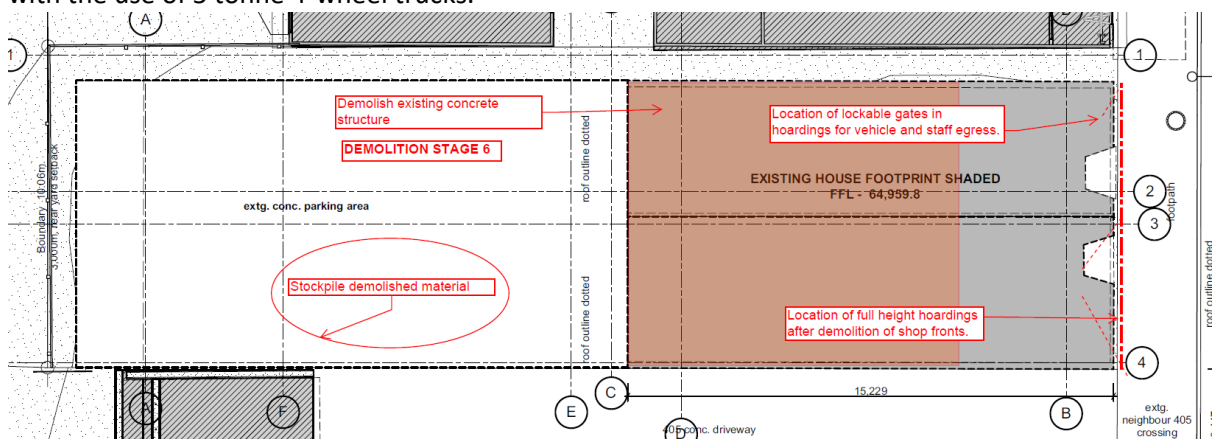 with the use of 3 tonne 4 wheel trucks.
A
C
1
1
Demolish existing concrete
structure
DEMOLITION STAGE 6
Location of lockable gates in
hoardings for vehicle and staff egress.
roof outline dotted
EXISTING HOUSE FOOTPRINT SHADED
FFL - 64,959.8
2
extg. conc. parking area
3
footpath
Boundary 10.06m
3.000m, rear yard setback
Stockpile demolished material
roof outline dotted
Location of full height hoardings
after demolition of shop fronts.
roof outline dotted
4
15,229
A
F
E
C
D
B
405 conc. driveway
extg.
neighbour 405
crossing